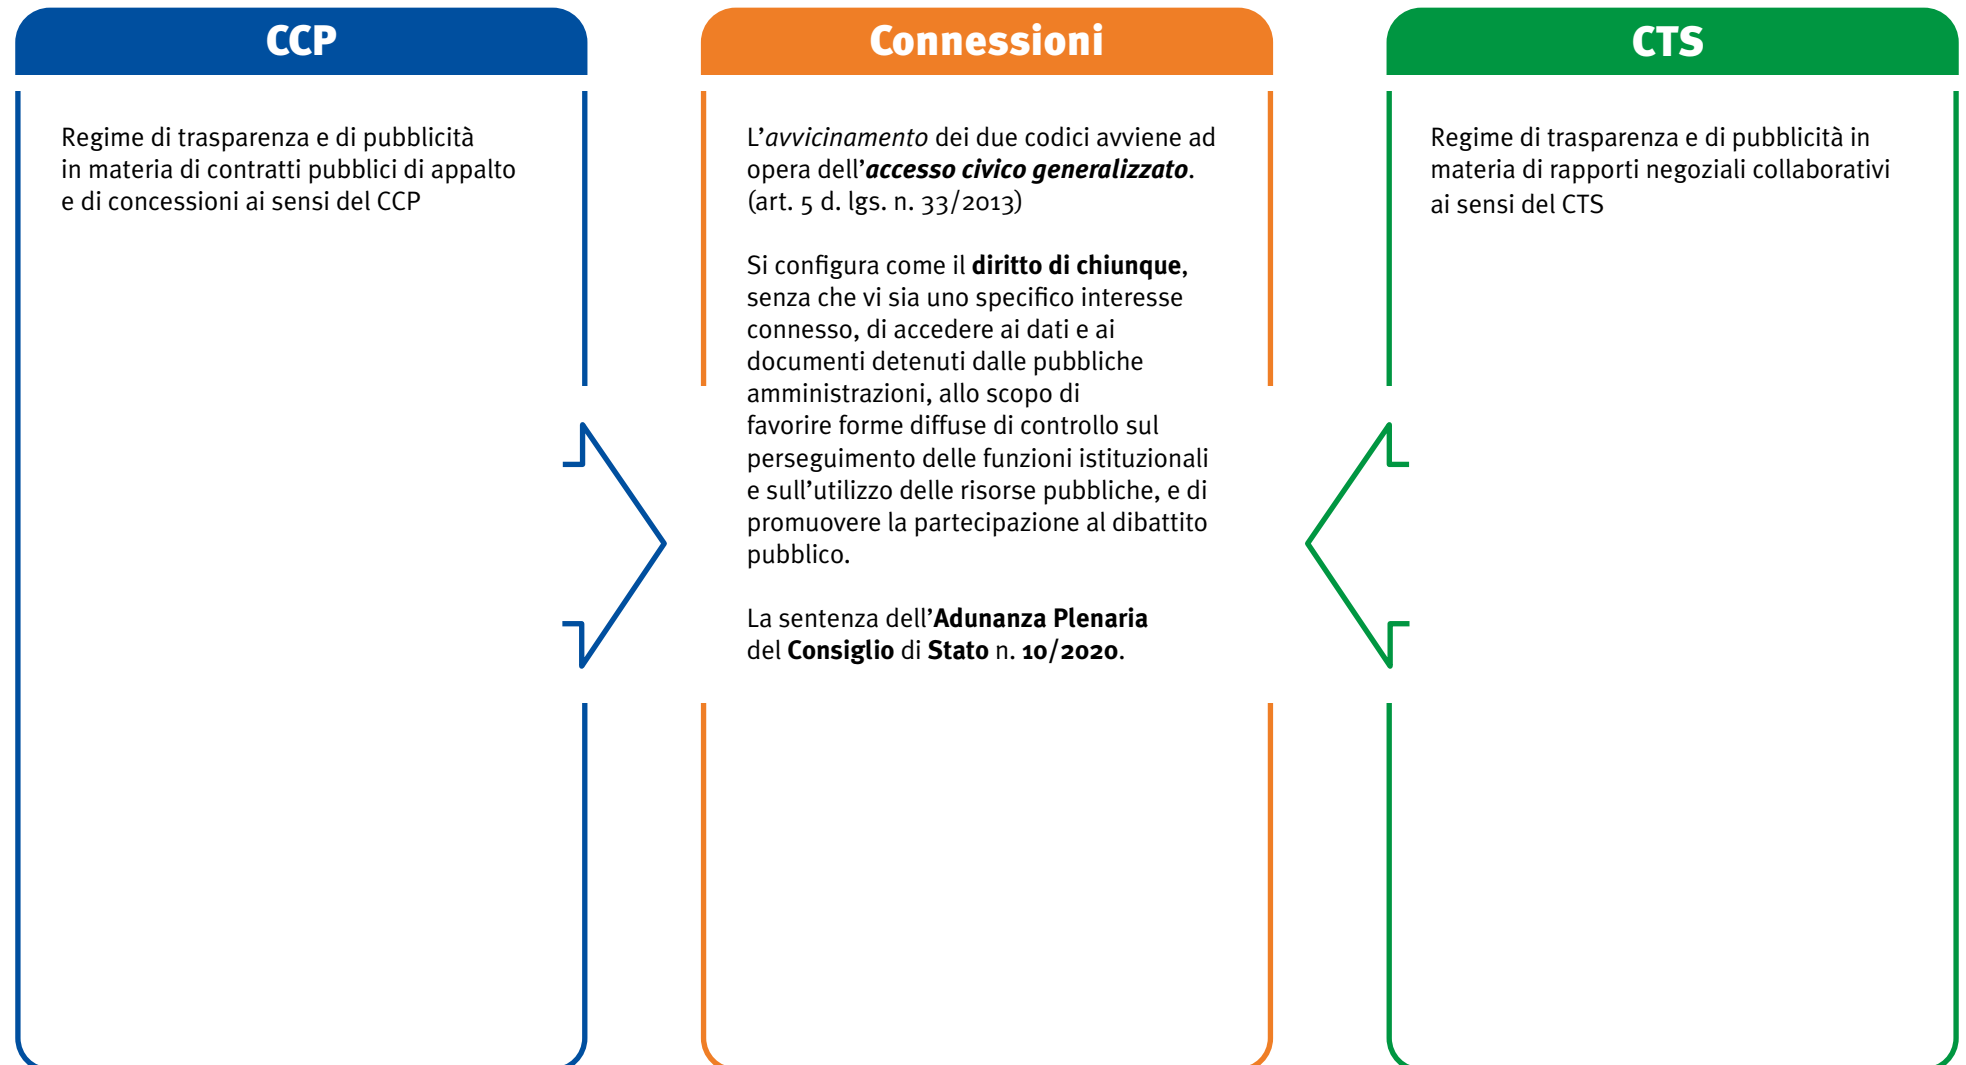 CCP
Regime di trasparenza e di pubblicità
in materia di contratti pubblici di appalto
e di concessioni ai sensi del CCP
Connessioni
L’avvicinamento dei due codici avviene ad
opera dell’accesso civico generalizzato.
(art. 5 d. lgs. n. 33/2013)
Si configura come il diritto di chiunque,
senza che vi sia uno specifico interesse
connesso, di accedere ai dati e ai
documenti detenuti dalle pubbliche
amministrazioni, allo scopo di
favorire forme diffuse di controllo sul
perseguimento delle funzioni istituzionali
e sull’utilizzo delle risorse pubbliche, e di
promuovere la partecipazione al dibattito
pubblico.
La sentenza dell’Adunanza Plenaria
del Consiglio di Stato n. 10/2020.
CTS
Regime di trasparenza e di pubblicità in
materia di rapporti negoziali collaborativi
ai sensi del CTS